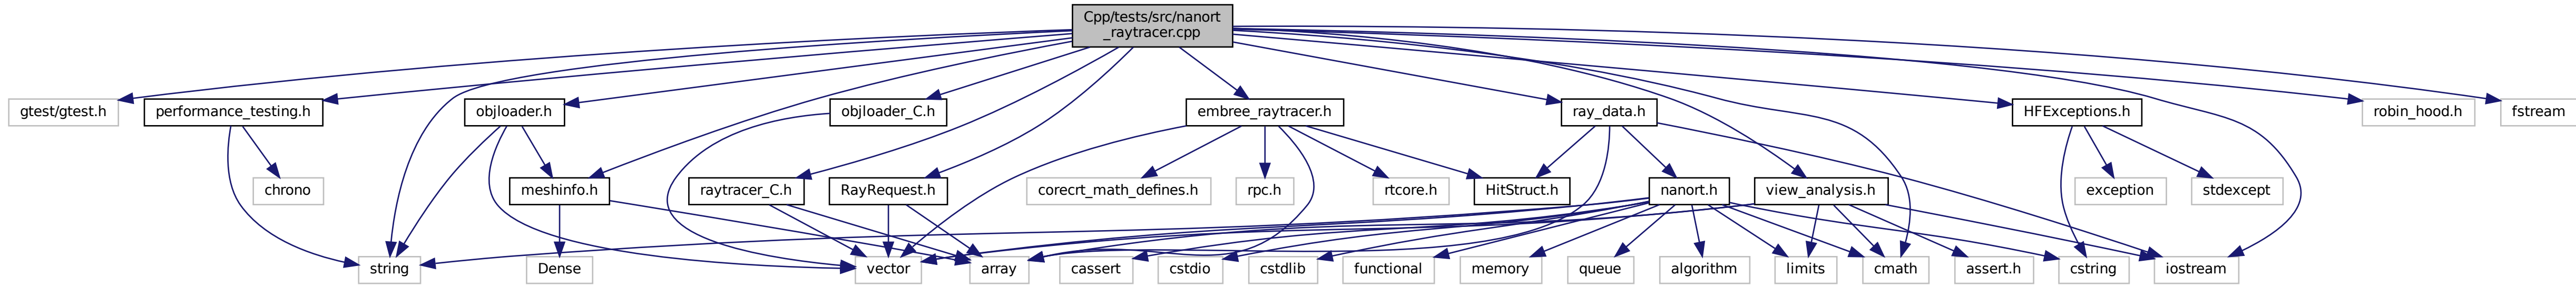 Cpp/tests/src/nanort
_raytracer.cpp
gtest/gtest.h
performance_testing.h
objloader.h
objloader_C.h
embree_raytracer.h
ray_data.h
HFExceptions.h
robin_hood.h
fstream
chrono
meshinfo.h
raytracer_C.h
RayRequest.h
corecrt_math_defines.h
rpc.h
rtcore.h
HitStruct.h
nanort.h
view_analysis.h
exception
stdexcept
string
Dense
vector
array
cassert
cstdio
cstdlib
functional
memory
queue
algorithm
limits
cmath
assert.h
cstring
iostream